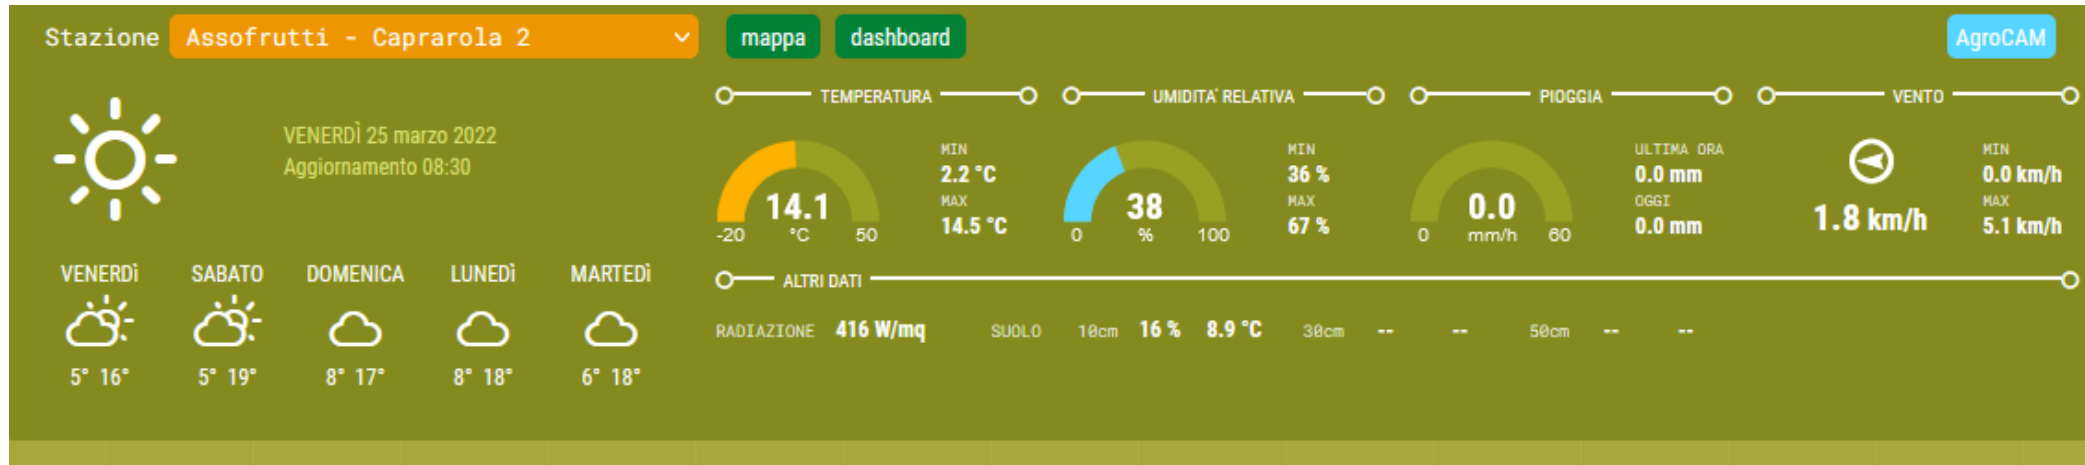 Stazione Assofrutti - Caprarola 2 mappa dashboard AgroCAM
VENERDÌ 25 marzo 2022
Aggiornamento 08:30
VENERDÌ SABATO DOMENICA LUNEDÌ MARTEDÌ
5° 16° 5° 19° 8° 17° 8° 18° 6° 18°
TEMPERATURA
14.1
°C
-20 50
MIN
2.2 °C
MAX
14.5 °C
UMIDITA' RELATIVA
38
%
0 100
MIN
36 %
MAX
67 %
PIOGGIA
0.0
mm/h
0 60
ULTIMA ORA
0.0 mm
OGGI
0.0 mm
VENTO
1.8 km/h
MIN
0.0 km/h
MAX
5.1 km/h
ALTRI DATI
RADIAZIONE 416 W/mq SUOLO 10cm 16 % 8.9 °C 30cm -- -- 50cm -- --